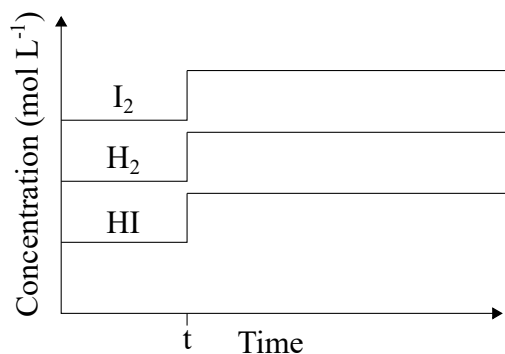 Concentration (mol L⁻¹)
I₂
H₂
HI
t
Time